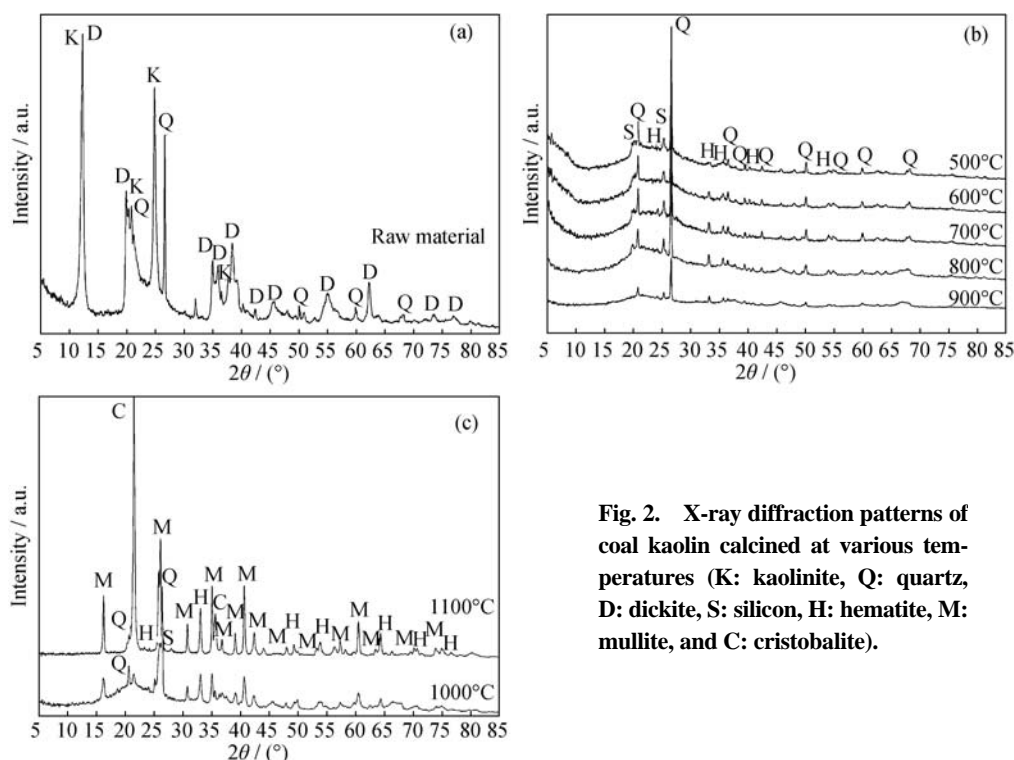 (a)
K D
K
Q
D
K
Q
D
D
K
D
D
D
Q
D
Q
D
Q
D
D
Raw material
Intensity / a.u.
5 10 15 20 25 30 35 40 45 50 55 60 65 70 75 80 85
2θ / (°)
(b)
Q
Q
S
S
H
H H
Q
Q
H
Q
Q
H
Q
Q
Q
500°C
600°C
700°C
800°C
900°C
Intensity / a.u.
5 10 15 20 25 30 35 40 45 50 55 60 65 70 75 80 85
2θ / (°)
(c)
C
M
Q
H
M
Q
S
M
H
M
C
M
M
M
M
M
H
M
H
M
M
M
H
M
H
M
H
1100°C
Q
1000°C
Intensity / a.u.
5 10 15 20 25 30 35 40 45 50 55 60 65 70 75 80 85
2θ / (°)
Fig. 2. X-ray diffraction patterns of
coal kaolin calcined at various tem-
peratures (K: kaolinite, Q: quartz,
D: dickite, S: silicon, H: hematite, M:
mullite, and C: cristobalite).